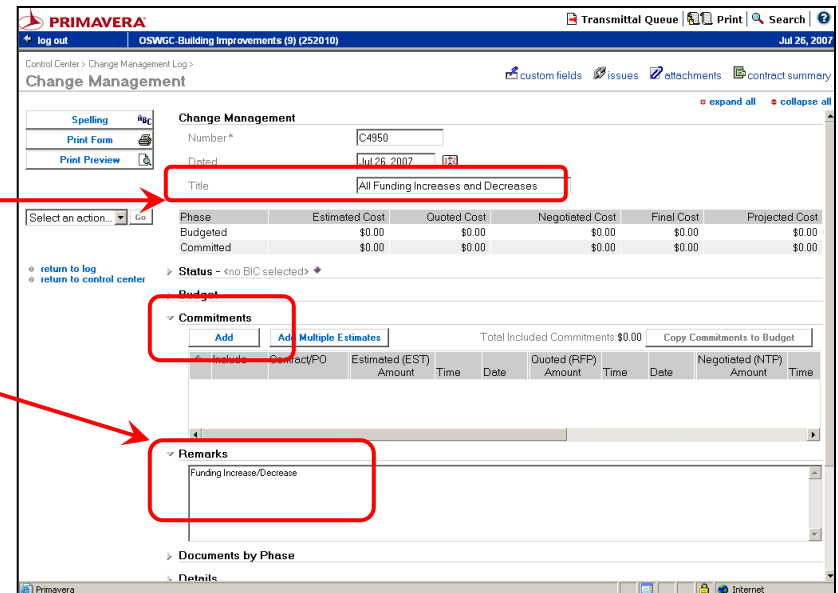 PRIMAVERA
Transmittal Queue Print Search
log out OSWGC-Building Improvements (9) (252010) Jul 26, 2007
Control Center > Change Management Log >
Change Management
custom fields issues attachments contract summary
expand all collapse all
Spelling
Print Form
Print Preview
Select an action... Go
return to log
return to control center
Change Management
Number* C4950
Dated Jul 26, 2007
Title All Funding Increases and Decreases
Phase Estimated Cost Quoted Cost Negotiated Cost Final Cost Projected Cost
Budgeted $0.00 $0.00 $0.00 $0.00 $0.00
Committed $0.00 $0.00 $0.00 $0.00 $0.00
Status - <no BIC selected>
Budget
Commitments
Add Add Multiple Estimates Total Included Commitments: $0.00 Copy Commitments to Budget
Include Contract/PO Estimated (EST) Quoted (RFP) Negotiated (NTP)
Amount Time Date Amount Time Date Amount Time
Remarks
Funding Increase/Decrease
Documents by Phase
Details
Primavera Internet